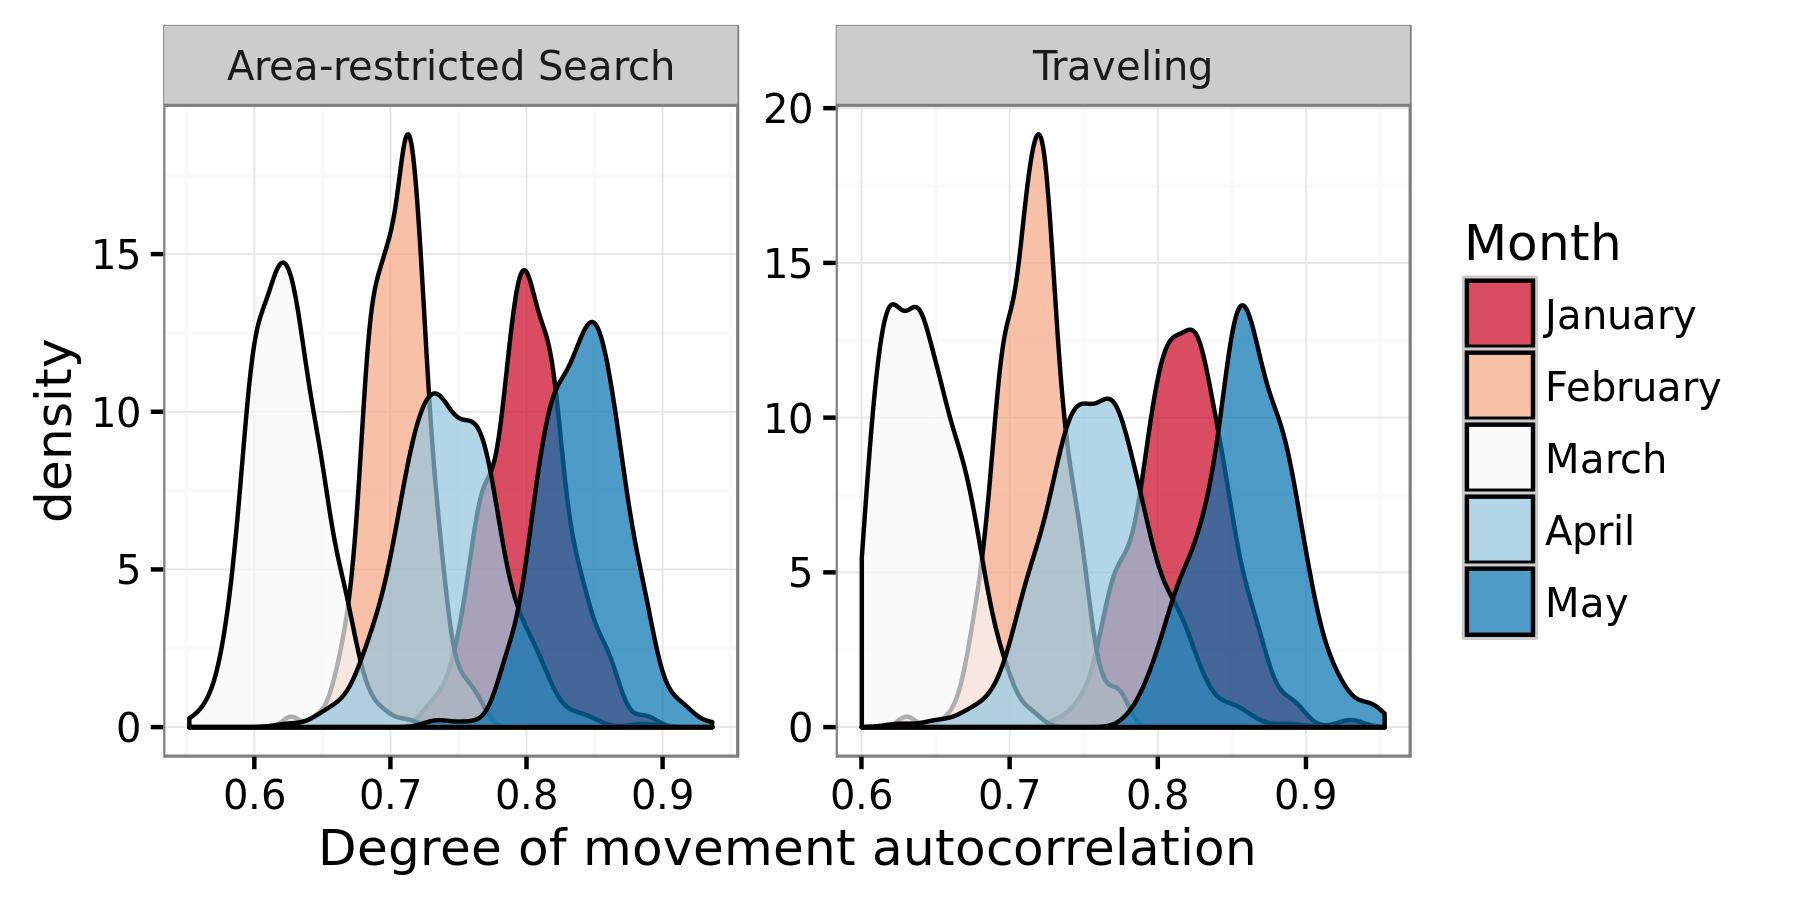 Area-restricted Search
Traveling
density
0
5
10
15
0
5
10
15
20
0.6 0.7 0.8 0.9
0.6 0.7 0.8 0.9
Degree of movement autocorrelation
Month
January
February
March
April
May